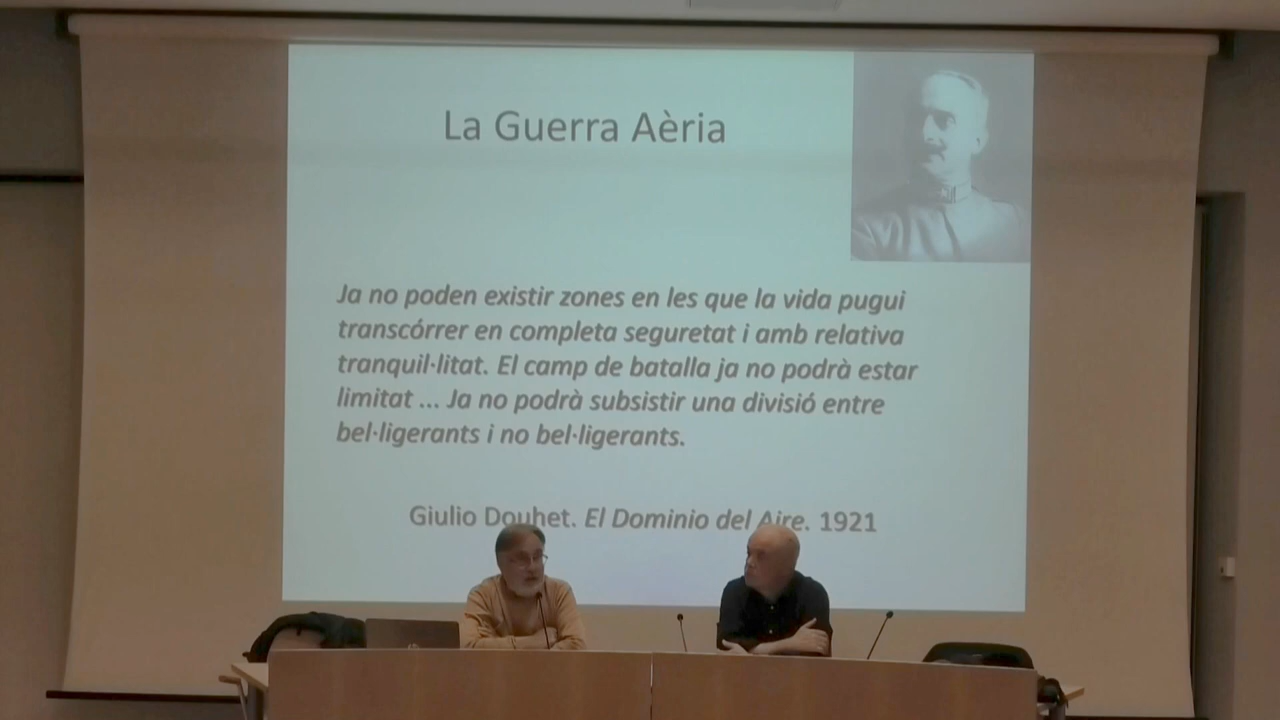 La Guerra Aèria
Ja no poden existir zones en les que la vida pugui
transcórrer en completa seguretat i amb relativa
tranquil·litat. El camp de batalla ja no podrà estar
limitat ... Ja no podrà subsistir una divisió entre
bel·ligerants i no bel·ligerants.
Giulio Douhet. El Dominio del Aire. 1921